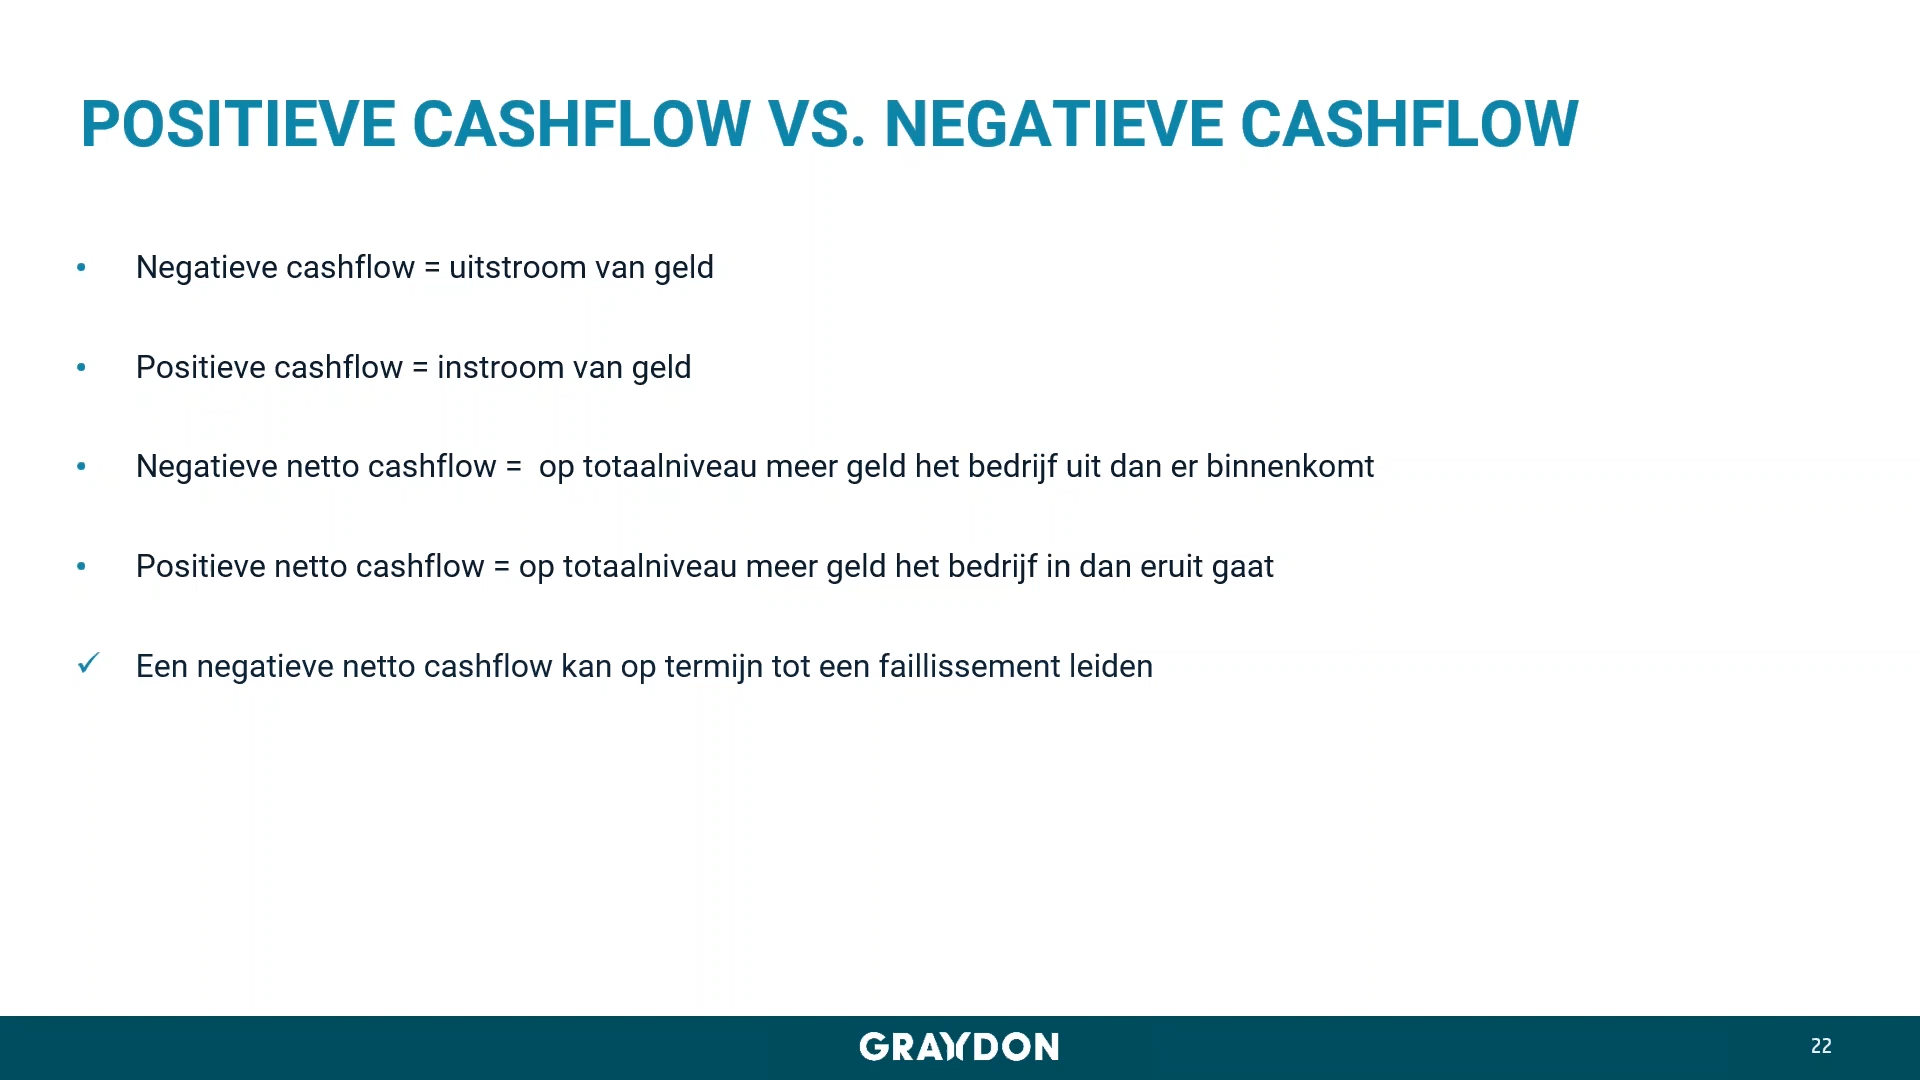 POSITIEVE CASHFLOW VS. NEGATIEVE CASHFLOW
• Negatieve cashflow = uitstroom van geld
• Positieve cashflow = instroom van geld
• Negatieve netto cashflow =  op totaalniveau meer geld het bedrijf uit dan er binnenkomt
• Positieve netto cashflow = op totaalniveau meer geld het bedrijf in dan eruit gaat
✓ Een negatieve netto cashflow kan op termijn tot een faillissement leiden
GRAYDON
22